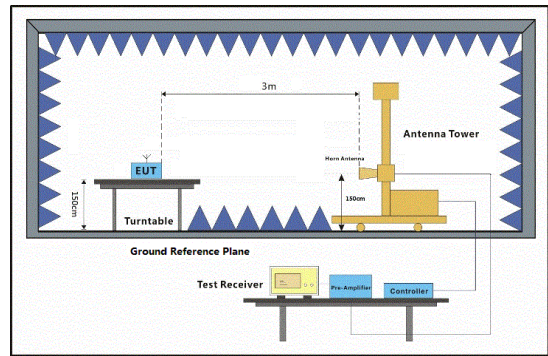 3m
Antenna Tower
Horn Antenna
EUT
150cm
150cm
Turntable
Ground Reference Plane
Test Receiver
Pre-Amplifier
Controller